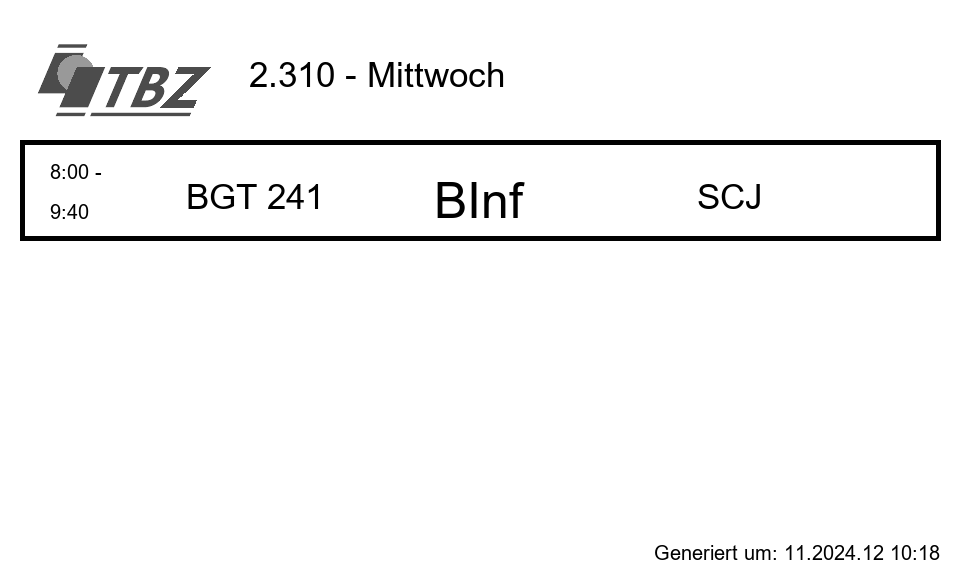 TBZ
2.310 - Mittwoch
8:00 -
9:40
BGT 241
BInf
SCJ
Generiert um: 11.2024.12 10:18